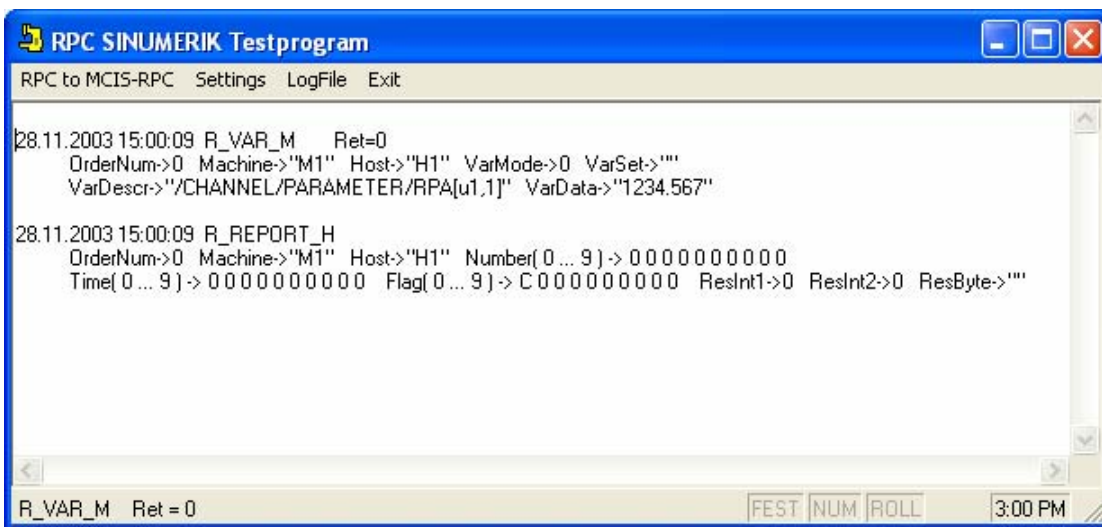 RPC SINUMERIK Testprogram
RPC to MCIS-RPC Settings LogFile Exit
28.11.2003 15:00:09 R_VAR_M Ret=0
OrderNum->0 Machine->"M1" Host->"H1" VarMode->0 VarSet->""
VarDescr->"/CHANNEL/PARAMETER/RPA[u1,1]" VarData->"1234.567"
28.11.2003 15:00:09 R_REPORT_H
OrderNum->0 Machine->"M1" Host->"H1" Number( 0 ... 9 ) -> 0 0 0 0 0 0 0 0 0 0
Time( 0 ... 9 ) -> 0 0 0 0 0 0 0 0 0 0 Flag( 0 ... 9 ) -> C 0 0 0 0 0 0 0 0 0 ResInt1->0 ResInt2->0 ResByte->""
R_VAR_M Ret = 0 FEST NUM ROLL 3:00 PM